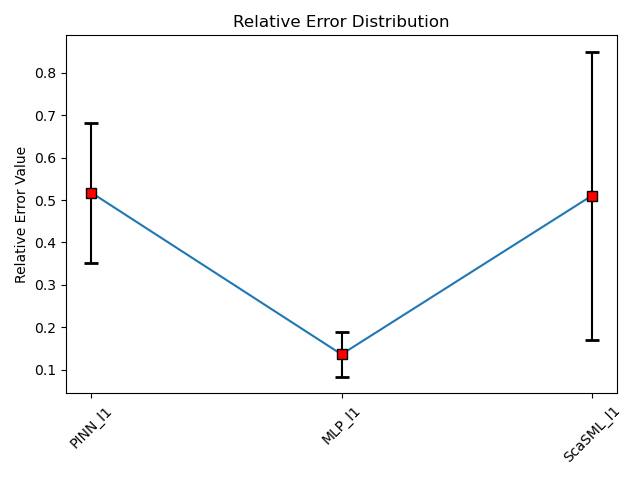 Relative Error Distribution
Relative Error Value
0.8
0.7
0.6
0.5
0.4
0.3
0.2
0.1
PINN_l1
MLP_l1
ScaSML_l1